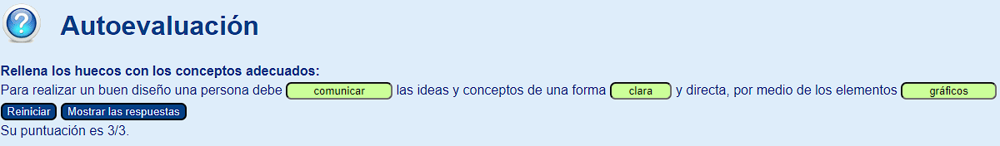 Autoevaluación
Rellena los huecos con los conceptos adecuados:
Para realizar un buen diseño una persona debe comunicar las ideas y conceptos de una forma clara y directa, por medio de los elementos gráficos
Reiniciar Mostrar las respuestas
Su puntuación es 3/3.